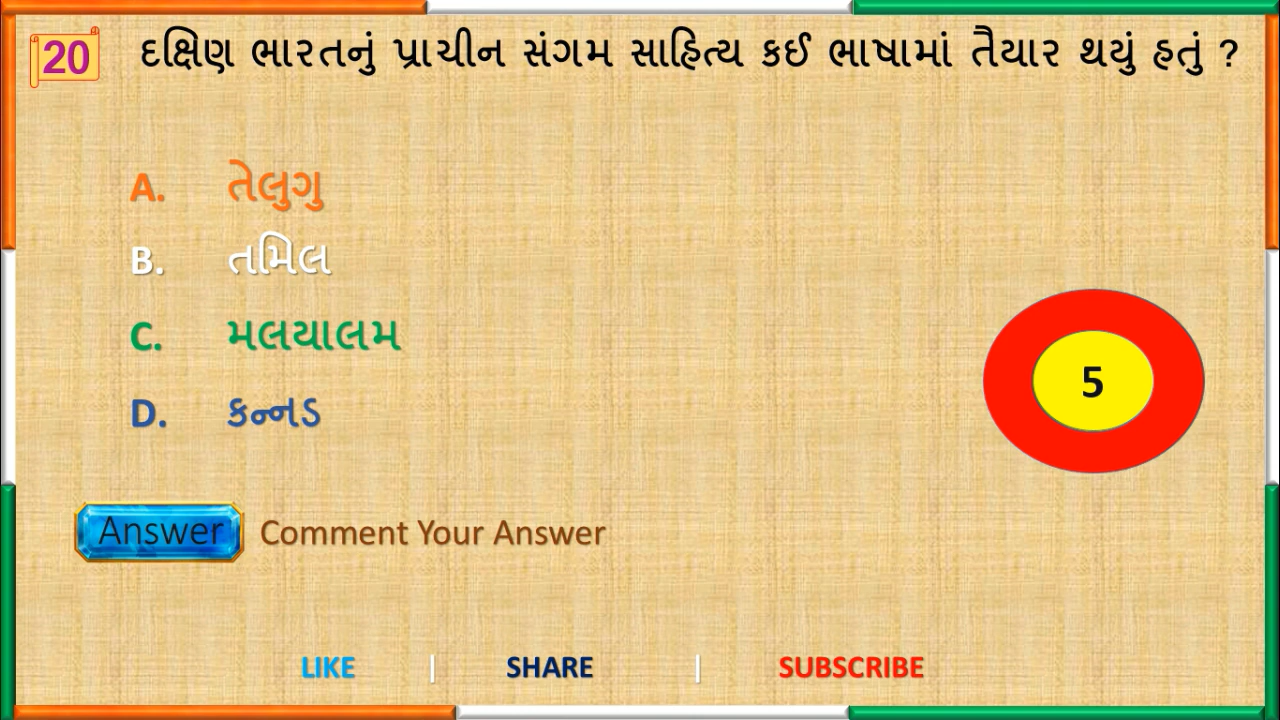 20 દક્ષિણ ભારતનું પ્રાચીન સંગમ સાહિત્ય કઈ ભાષામાં તૈયાર થયું હતું ?
A. તેલુગુ
B. તમિલ
C. મલયાલમ
D. કન્નડ
5
Answer Comment Your Answer
LIKE | SHARE | SUBSCRIBE